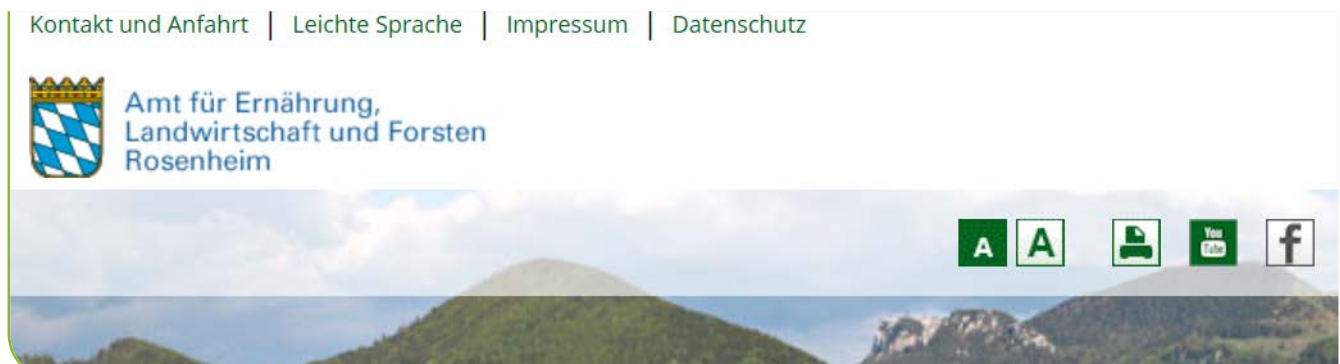 Kontakt und Anfahrt | Leichte Sprache | Impressum | Datenschutz
Amt für Ernährung,
Landwirtschaft und Forsten
Rosenheim
A A You Tube f